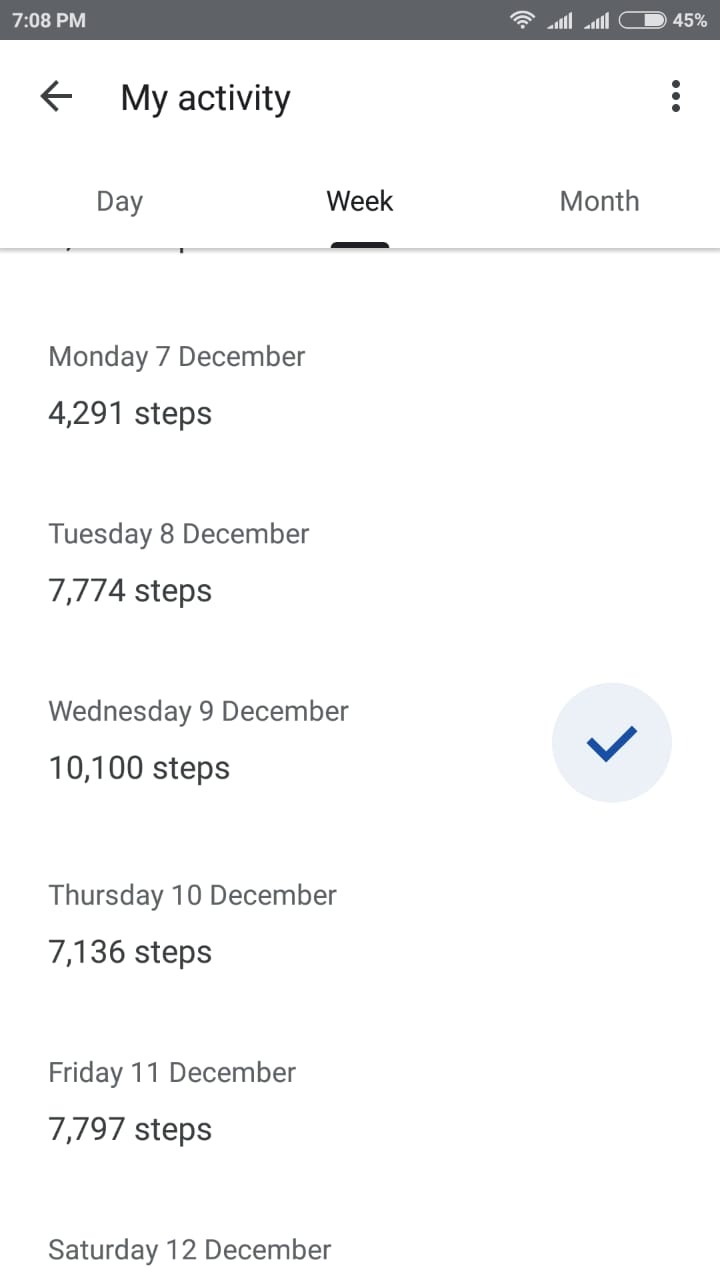 7:08 PM 45%
My activity
Day Week Month
Monday 7 December
4,291 steps
Tuesday 8 December
7,774 steps
Wednesday 9 December
10,100 steps
Thursday 10 December
7,136 steps
Friday 11 December
7,797 steps
Saturday 12 December